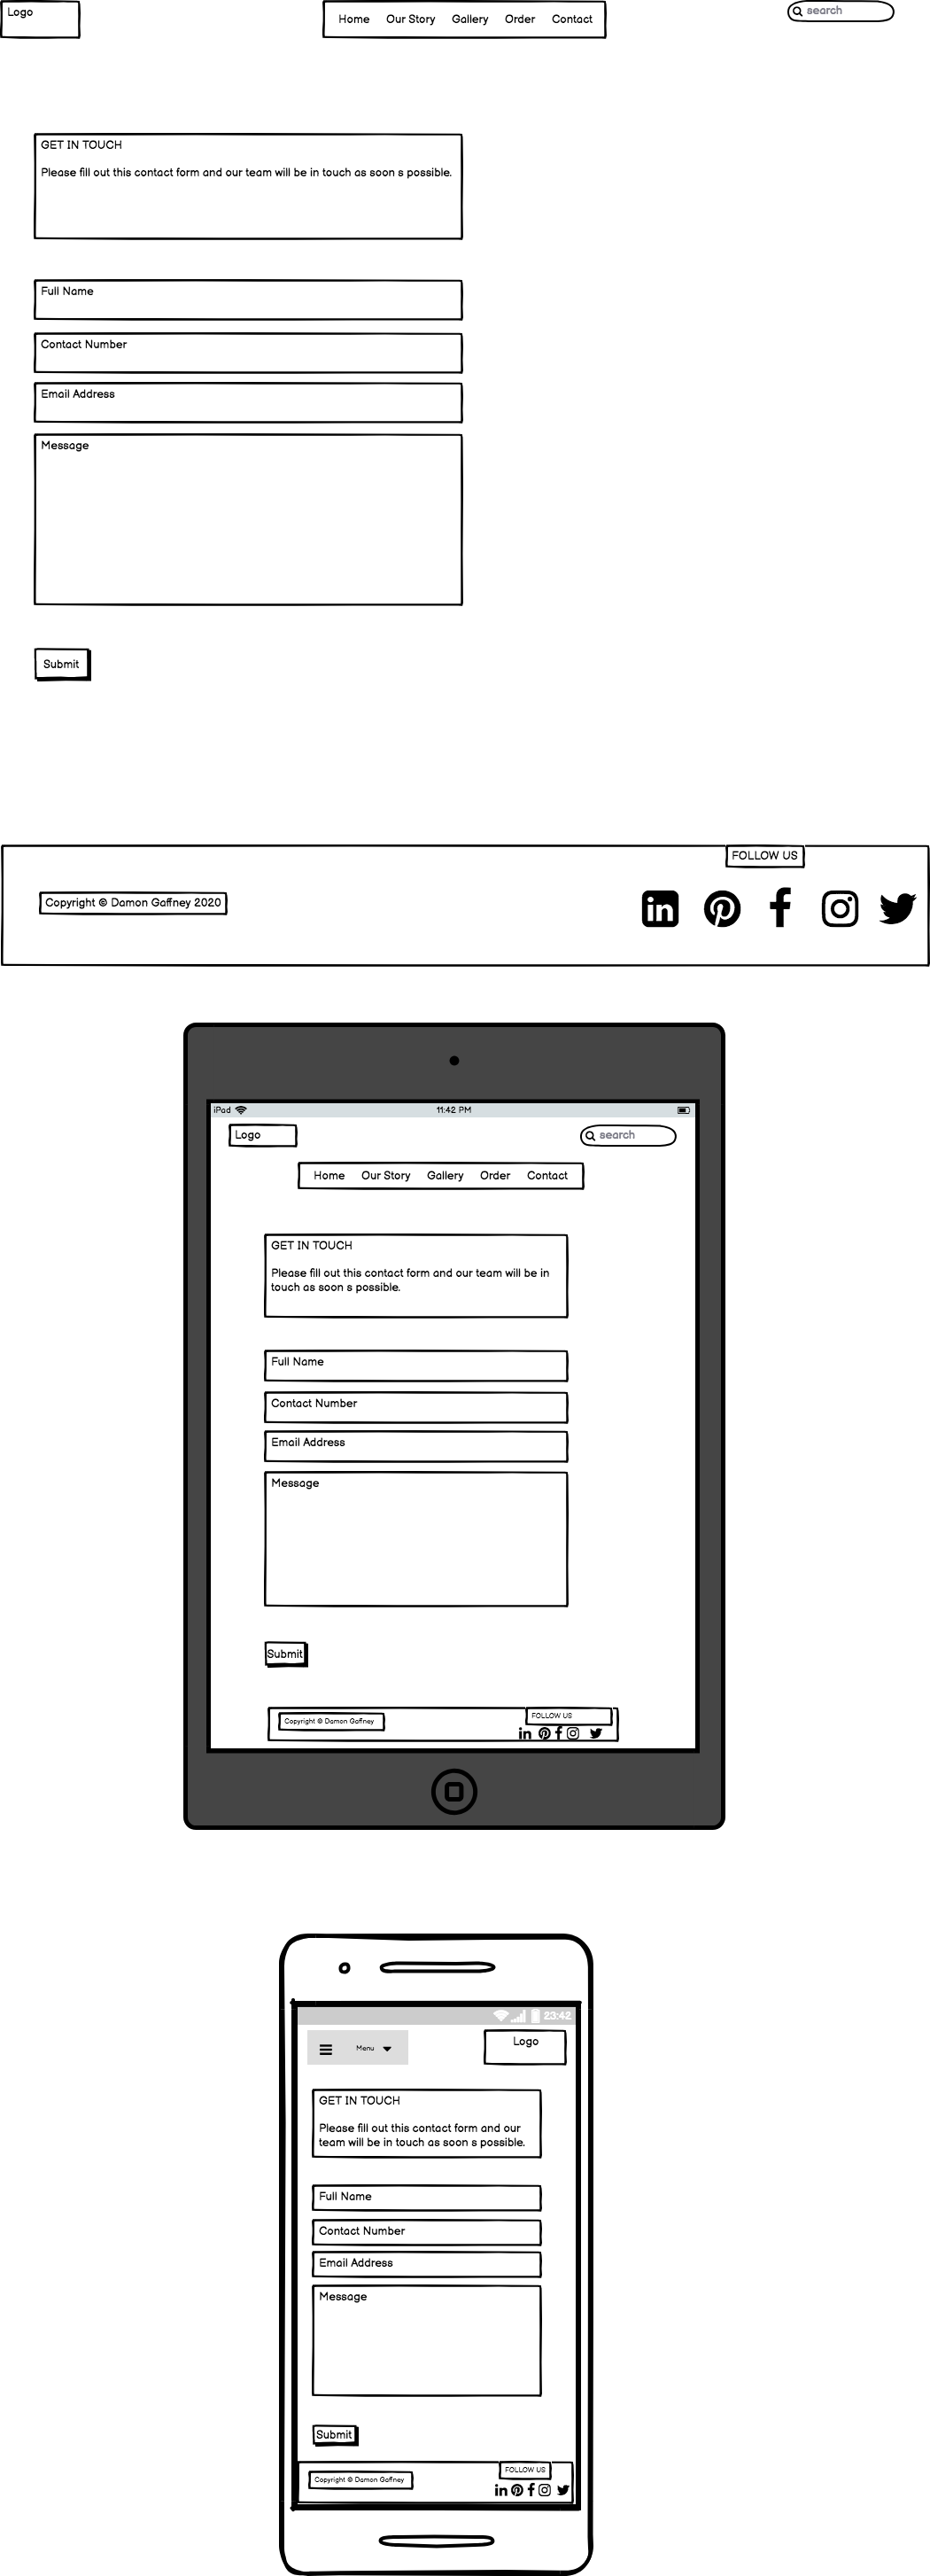 Logo
Home Our Story Gallery Order Contact
search
GET IN TOUCH
Please fill out this contact form and our team will be in touch as soon s possible.
Full Name
Contact Number
Email Address
Message
Submit
FOLLOW US
Copyright © Damon Gaffney 2020
iPad
11:42 PM
Logo
search
Home Our Story Gallery Order Contact
GET IN TOUCH
Please fill out this contact form and our team will be in
touch as soon s possible.
Full Name
Contact Number
Email Address
Message
Submit
FOLLOW US
Copyright © Damon Gaffney
23:42
Menu
Logo
GET IN TOUCH
Please fill out this contact form and our
team will be in touch as soon s possible.
Full Name
Contact Number
Email Address
Message
Submit
FOLLOW US
Copyright © Damon Gaffney